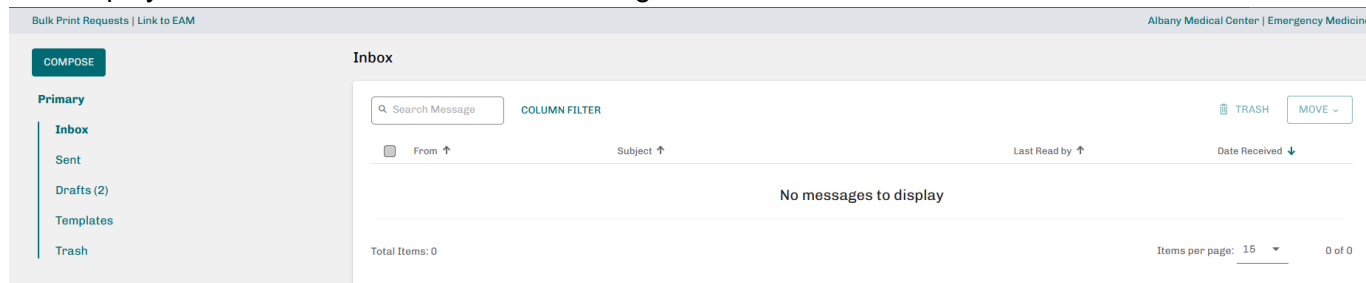 Bulk Print Requests | Link to EAM
Albany Medical Center | Emergency Medicine
COMPOSE
Inbox
Primary
Search Message
COLUMN FILTER
TRASH
MOVE
Inbox
From ↑ Subject ↑ Last Read by ↑ Date Received ↓
Sent
Drafts (2)
No messages to display
Templates
Trash
Total Items: 0
Items per page: 15
0 of 0